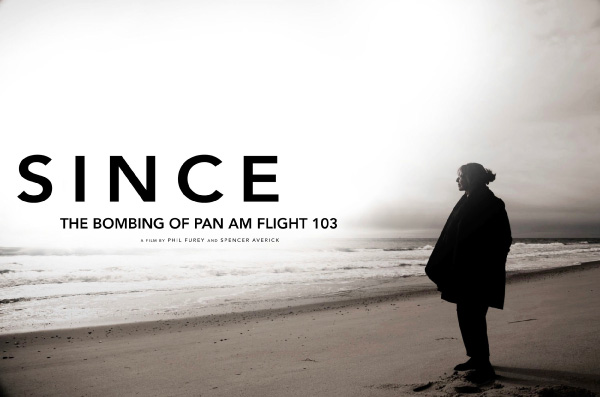 SINCE
THE BOMBING OF PAN AM FLIGHT 103
A FILM BY PHIL FUREY AND SPENCER AVERICK